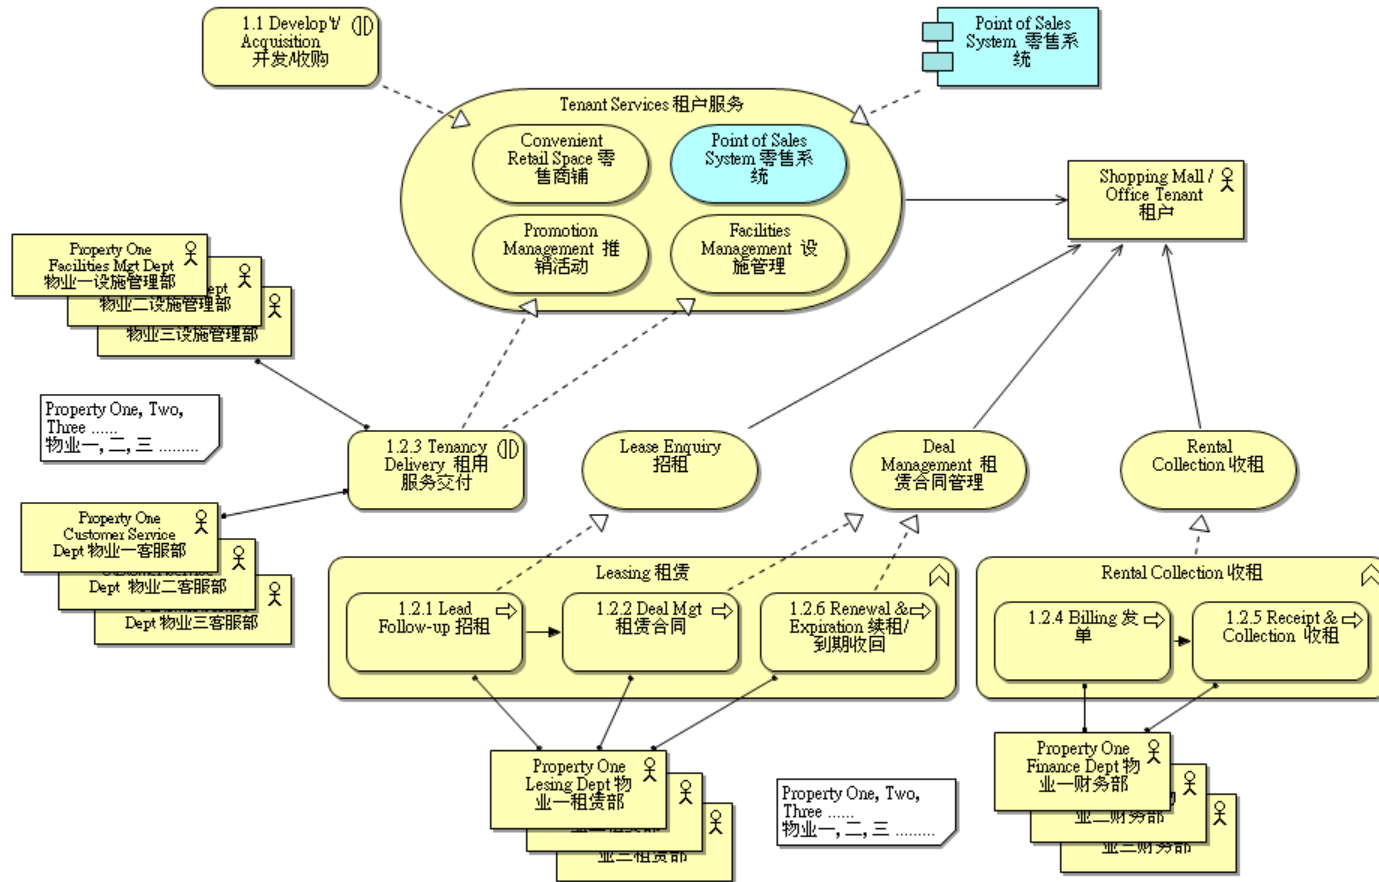 1.1 Develop't/
Acquisition
开发/收购
Point of Sales
System 零售系
统
Tenant Services 租户服务
Convenient
Retail Space 零
售商铺
Point of Sales
System 零售系
统
Promotion
Management 推
销活动
Facilities
Management 设
施管理
Shopping Mall /
Office Tenant
租户
Property One
Facilities Mgt Dept
物业一设施管理部
物业二设施管理部
物业三设施管理部
Property One, Two,
Three ......
物业一, 二, 三 .........
1.2.3 Tenancy
Delivery 租用
服务交付
Lease Enquiry
招租
Deal
Management 租
赁合同管理
Rental
Collection 收租
Property One
Customer Service
Dept 物业一客服部
Dept 物业二客服部
Dept 物业三客服部
Leasing 租赁
1.2.1 Lead
Follow-up 招租
1.2.2 Deal Mgt
租赁合同
1.2.6 Renewal &
Expiration 续租/
到期收回
Rental Collection 收租
1.2.4 Billing 发
单
1.2.5 Receipt &
Collection 收租
Property One
Lesing Dept 物
业一租赁部
业三租赁部
Property One, Two,
Three ......
物业一, 二, 三 .........
Property One
Finance Dept 物
业一财务部
业二财务部
业三财务部